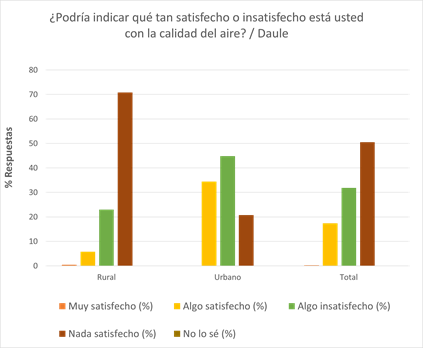 ¿Podría indicar qué tan satisfecho o insatisfecho está usted
con la calidad del aire? / Daule
% Respuestas
80
70
60
50
40
30
20
10
0
Rural Urbano Total
Muy satisfecho (%) Algo satisfecho (%) Algo insatisfecho (%)
Nada satisfecho (%) No lo sé (%)